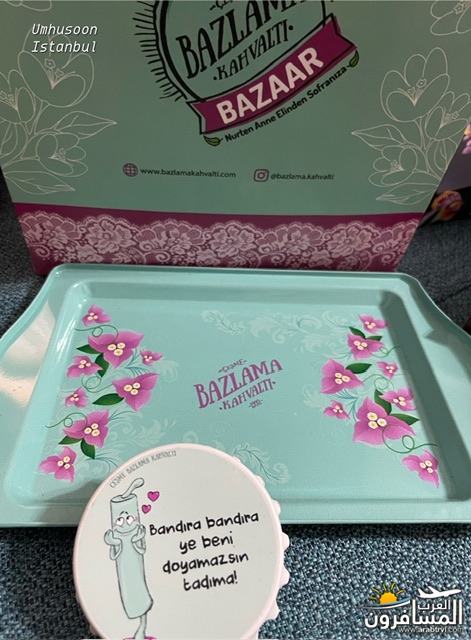 Umhusoon
Istanbul
BAZLAMA
·KAHVALTI·
BAZAAR
Nurten Anne Elinden Sofranıza
www.bazlamakahvalti.com
@bazlama.kahvalti
·ÇEŞME·
BAZLAMA
·KAHVALTI·
ÇEŞME BAZLAMA KAHVALTI
Bandıra bandıra
ye beni
doyamazsın
tadıma!
العرب
المسافرون
www.arabtrvl.com